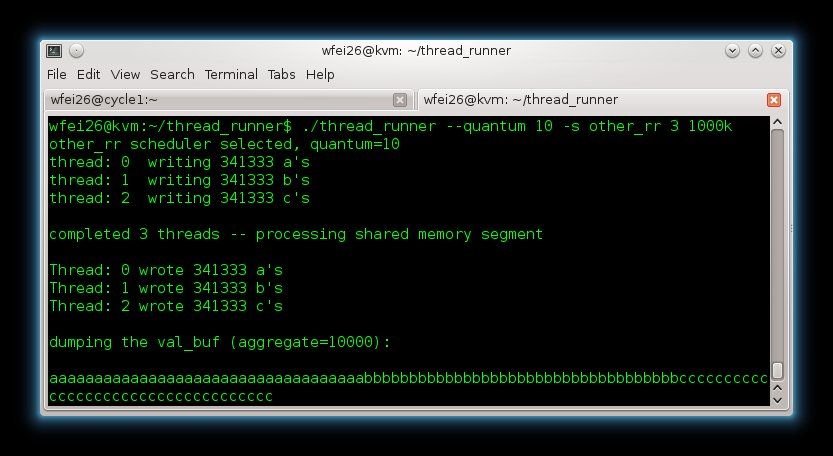 wfei26@kvm: ~/thread_runner
File Edit View Search Terminal Tabs Help
wfei26@cycle1:~ wfei26@kvm: ~/thread_runner
wfei26@kvm:~/thread_runner$ ./thread_runner --quantum 10 -s other_rr 3 1000k
other_rr scheduler selected, quantum=10
thread: 0  writing 341333 a's
thread: 1  writing 341333 b's
thread: 2  writing 341333 c's
completed 3 threads -- processing shared memory segment
Thread: 0 wrote 341333 a's
Thread: 1 wrote 341333 b's
Thread: 2 wrote 341333 c's
dumping the val_buf (aggregate=10000):
aaaaaaaaaaaaaaaaaaaaaaaaaaaaaaaaaaabbbbbbbbbbbbbbbbbbbbbbbbbbbbbbbbbbbcccccccccc
ccccccccccccccccccccccccc